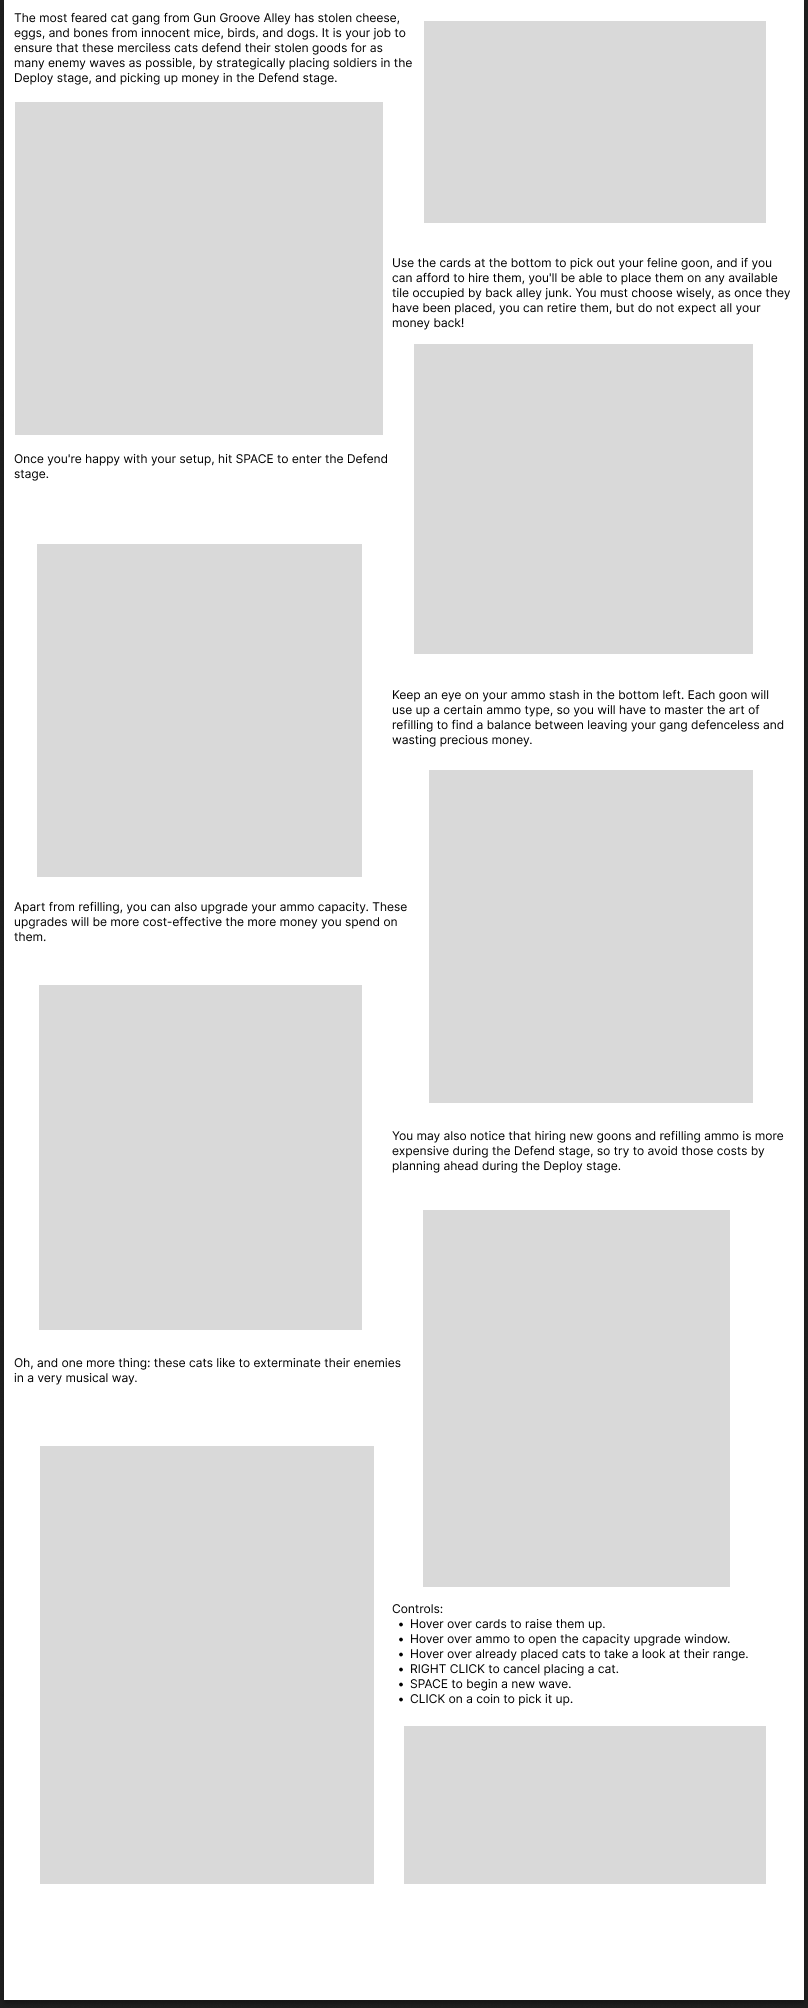 The most feared cat gang from Gun Groove Alley has stolen cheese,
eggs, and bones from innocent mice, birds, and dogs. It is your job to
ensure that these merciless cats defend their stolen goods for as
many enemy waves as possible, by strategically placing soldiers in the
Deploy stage, and picking up money in the Defend stage.
Use the cards at the bottom to pick out your feline goon, and if you
can afford to hire them, you'll be able to place them on any available
tile occupied by back alley junk. You must choose wisely, as once they
have been placed, you can retire them, but do not expect all your
money back!
Once you're happy with your setup, hit SPACE to enter the Defend
stage.
Keep an eye on your ammo stash in the bottom left. Each goon will
use up a certain ammo type, so you will have to master the art of
refilling to find a balance between leaving your gang defenceless and
wasting precious money.
Apart from refilling, you can also upgrade your ammo capacity. These
upgrades will be more cost-effective the more money you spend on
them.
You may also notice that hiring new goons and refilling ammo is more
expensive during the Defend stage, so try to avoid those costs by
planning ahead during the Deploy stage.
Oh, and one more thing: these cats like to exterminate their enemies
in a very musical way.
Controls:
• Hover over cards to raise them up.
• Hover over ammo to open the capacity upgrade window.
• Hover over already placed cats to take a look at their range.
• RIGHT CLICK to cancel placing a cat.
• SPACE to begin a new wave.
• CLICK on a coin to pick it up.